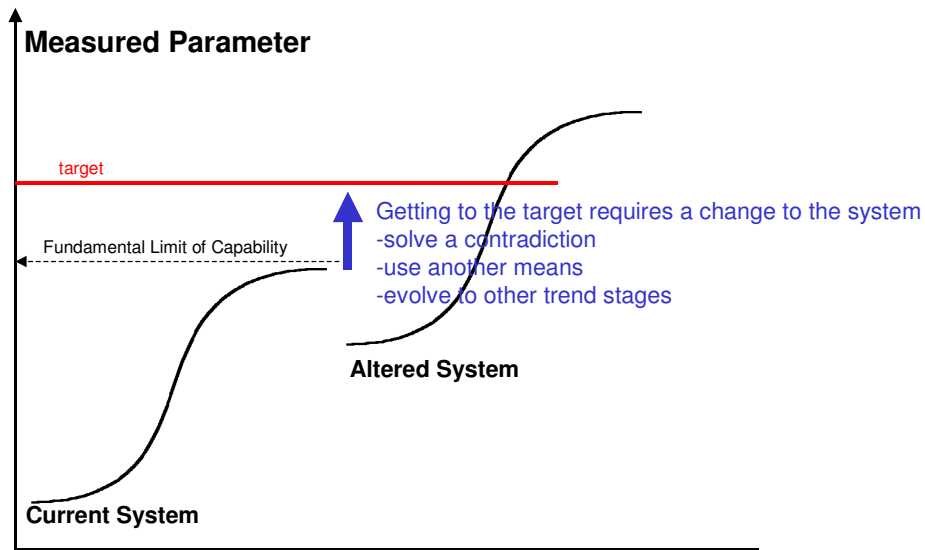 Measured Parameter
target
Getting to the target requires a change to the system
-solve a contradiction
-use another means
-evolve to other trend stages
Fundamental Limit of Capability
Altered System
Current System